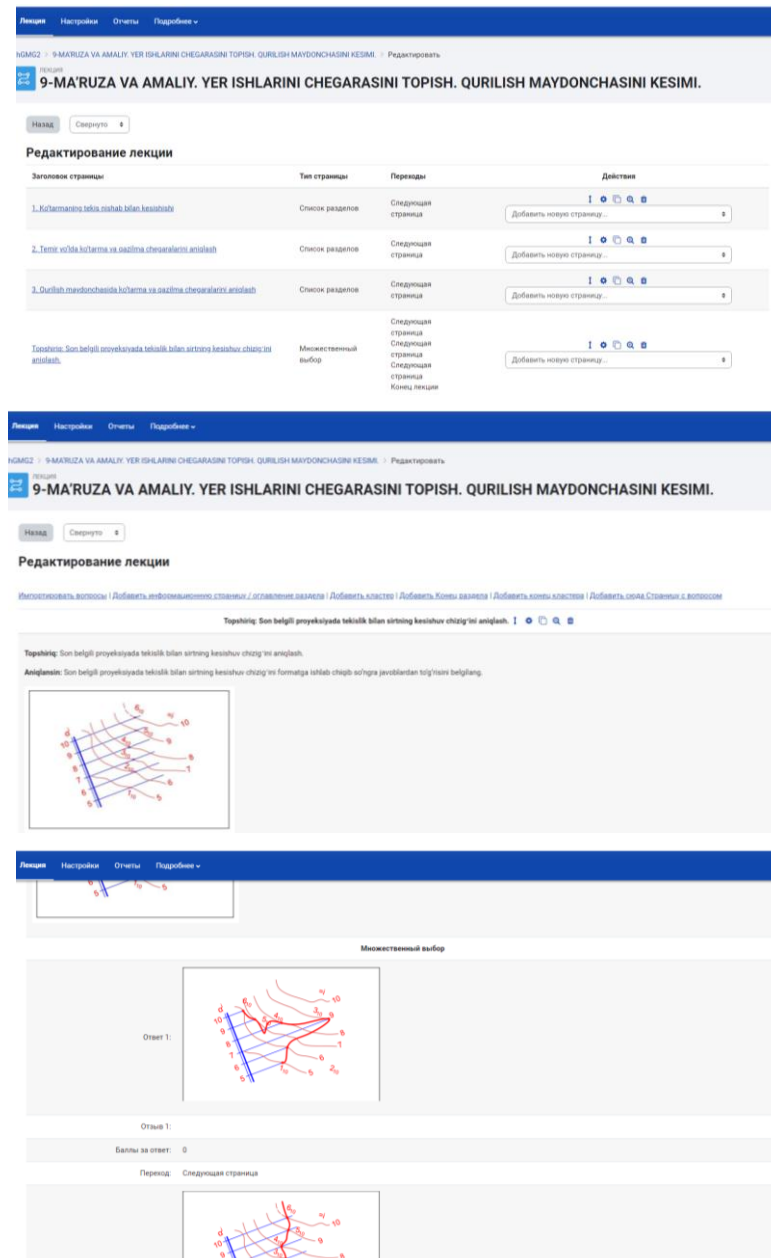 Лекция Настройки Отчеты Подробнее
hGMG2 > 9-MA'RUZA VA AMALIY. YER ISHLARINI CHEGARASINI TOPISH. QURILISH MAYDONCHASINI KESIMI. > Редактировать
ЛЕКЦИЯ
9-MA'RUZA VA AMALIY. YER ISHLARINI CHEGARASINI TOPISH. QURILISH MAYDONCHASINI KESIMI.
Назад Свернуто
Редактирование лекции
Заголовок страницы Тип страницы Переходы Действия
1. Ko'tarmaning tekis nishab bilan kesishishi Список разделов Следующая страница Добавить новую страницу...
2. Temir yo'lda ko'tarma va qazilma chegaralarini aniqlash Список разделов Следующая страница Добавить новую страницу...
3. Qurilish maydonchasida ko'tarma va qazilma chegaralarini aniqlash Список разделов Следующая страница Добавить новую страницу...
Topshiriq: Son belgili proyeksiyada tekislik bilan sirtning kesishuv chizig'ini aniqlash. Множественный выбор
Следующая страница
Следующая страница
Следующая страница
Конец лекции
Добавить новую страницу...
Лекция Настройки Отчеты Подробнее
hGMG2 > 9-MA'RUZA VA AMALIY. YER ISHLARINI CHEGARASINI TOPISH. QURILISH MAYDONCHASINI KESIMI. > Редактировать
ЛЕКЦИЯ
9-MA'RUZA VA AMALIY. YER ISHLARINI CHEGARASINI TOPISH. QURILISH MAYDONCHASINI KESIMI.
Назад Свернуто
Редактирование лекции
Импортировать вопросы | Добавить информационную страницу / оглавление раздела | Добавить кластер | Добавить Конец раздела | Добавить конец кластера | Добавить сюда Страницу с вопросом
Topshiriq: Son belgili proyeksiyada tekislik bilan sirtning kesishuv chizig'ini aniqlash.
Topshiriq: Son belgili proyeksiyada tekislik bilan sirtning kesishuv chizig'ini aniqlash.
Aniqlansin: Son belgili proyeksiyada tekislik bilan sirtning kesishuv chizig'ini formatga ishlab chiqib so'ngra javoblardan to'g'risini belgilang.
Лекция Настройки Отчеты Подробнее
Множественный выбор
Ответ 1:
Отзыв 1:
Баллы за ответ: 0
Переход: Следующая страница